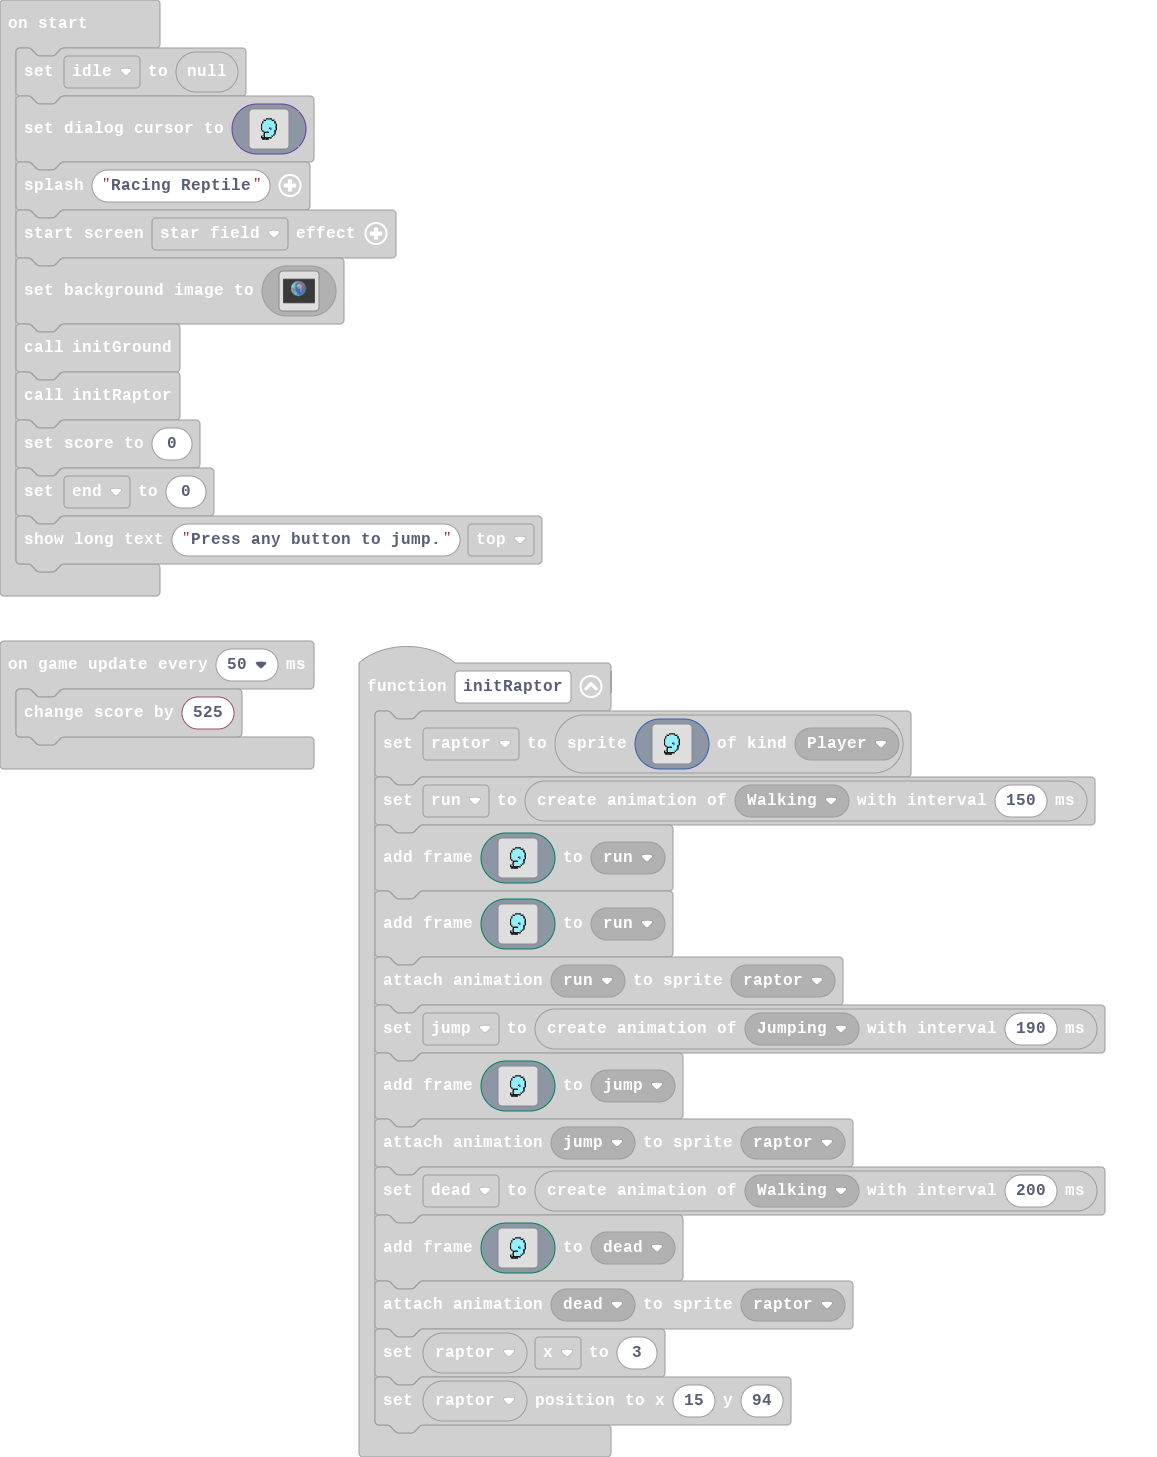 on start
set idle to null
set dialog cursor to
splash "Racing Reptile"
start screen star field effect
set background image to
call initGround
call initRaptor
set score to 0
set end to 0
show long text "Press any button to jump." top
on game update every 50 ms
change score by 525
function initRaptor
set raptor to sprite of kind Player
set run to create animation of Walking with interval 150 ms
add frame to run
add frame to run
attach animation run to sprite raptor
set jump to create animation of Jumping with interval 190 ms
add frame to jump
attach animation jump to sprite raptor
set dead to create animation of Walking with interval 200 ms
add frame to dead
attach animation dead to sprite raptor
set raptor x to 3
set raptor position to x 15 y 94